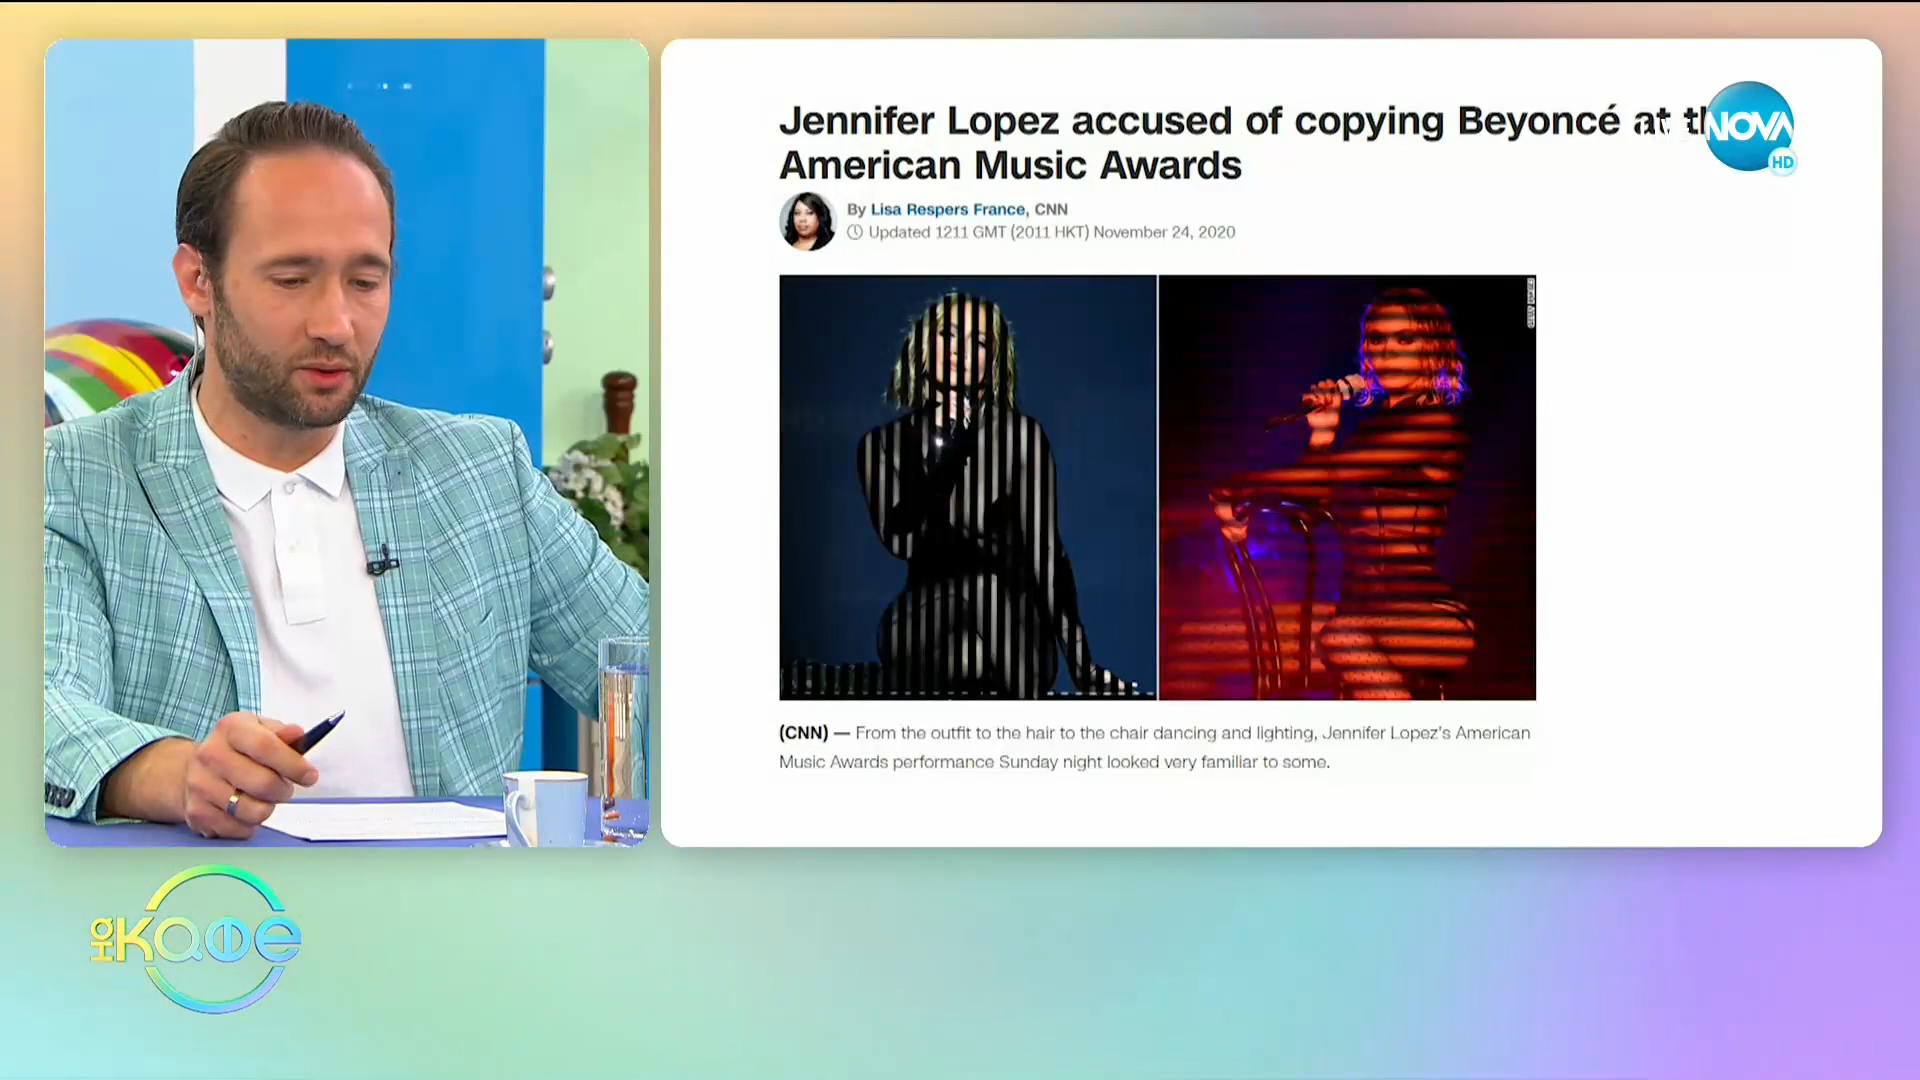 Jennifer Lopez accused of copying Beyoncé at th
American Music Awards
By Lisa Respers France, CNN
Updated 1211 GMT (2011 HKT) November 24, 2020
(CNN) — From the outfit to the hair to the chair dancing and lighting, Jennifer Lopez's American
Music Awards performance Sunday night looked very familiar to some.
NOVA
HD
на кафе